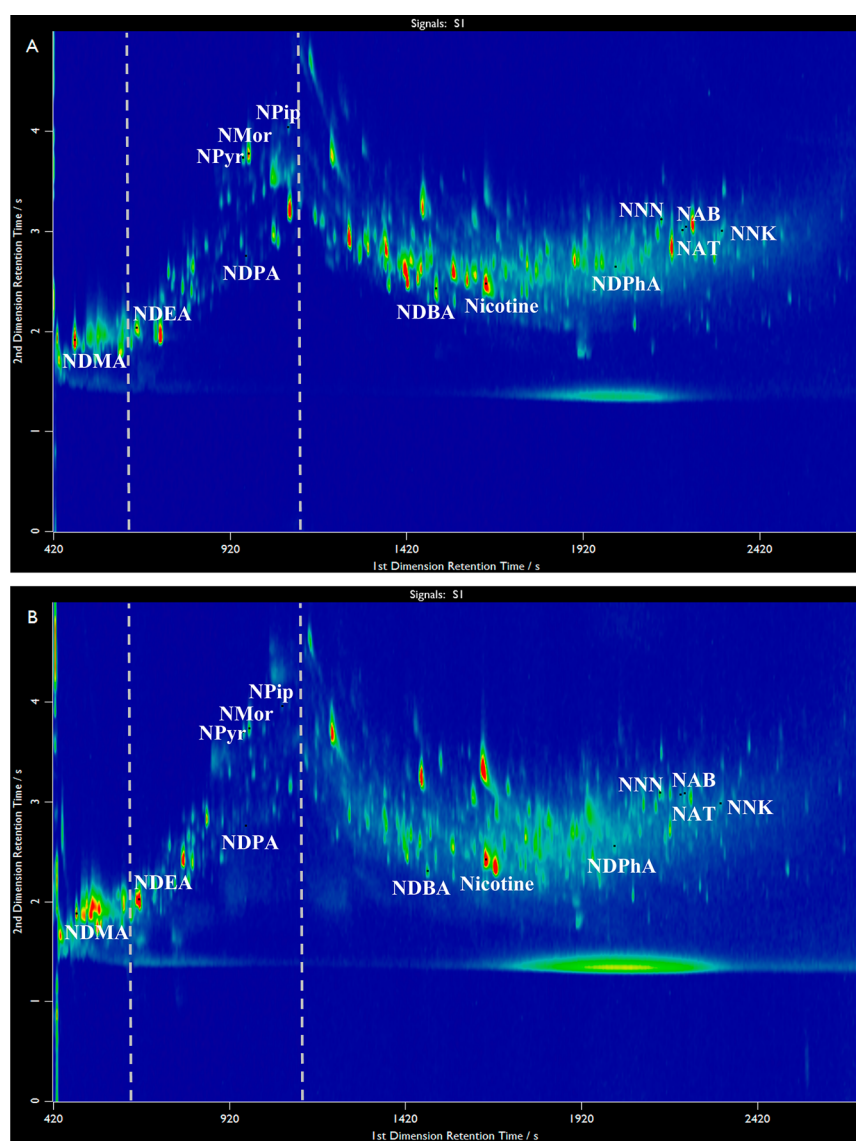 Signals: S1
A
4
3
2
1
0
2nd Dimension Retention Time / s
NPip
NMor
NPyr
NNN
NAB
NAT
NNK
NDPA
NDPhA
NDEA
NDBA
Nicotine
NDMA
420
920
1420
1920
2420
1st Dimension Retention Time / s
Signals: S1
B
4
3
2
1
0
2nd Dimension Retention Time / s
NPip
NMor
NPyr
NNN
NAB
NAT
NNK
NDPA
NDPhA
NDEA
NDBA
Nicotine
NDMA
420
920
1420
1920
2420
1st Dimension Retention Time / s